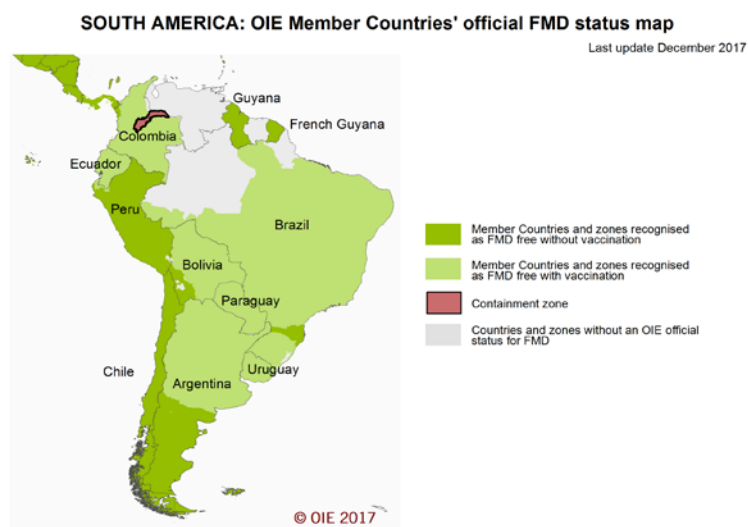 SOUTH AMERICA: OIE Member Countries' official FMD status map
Last update December 2017
Guyana
French Guyana
Colombia
Ecuador
Peru
Brazil
Bolivia
Paraguay
Chile
Argentina
Uruguay
Member Countries and zones recognised
as FMD free without vaccination
Member Countries and zones recognised
as FMD free with vaccination
Containment zone
Countries and zones without an OIE official
status for FMD
© OIE 2017